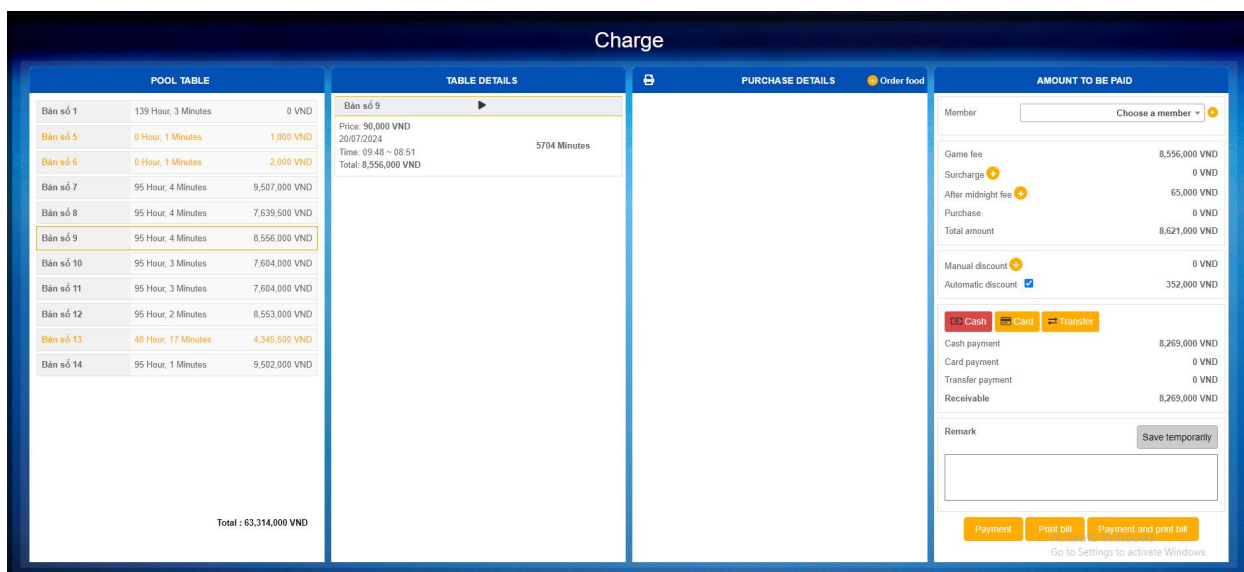 Charge
POOL TABLE
Bàn số 1 139 Hour, 3 Minutes 0 VND
Bàn số 5 0 Hour, 1 Minutes 1,000 VND
Bàn số 6 0 Hour, 1 Minutes 2,000 VND
Bàn số 7 95 Hour, 4 Minutes 9,507,000 VND
Bàn số 8 95 Hour, 4 Minutes 7,639,500 VND
Bàn số 9 95 Hour, 4 Minutes 8,556,000 VND
Bàn số 10 95 Hour, 3 Minutes 7,604,000 VND
Bàn số 11 95 Hour, 3 Minutes 7,604,000 VND
Bàn số 12 95 Hour, 2 Minutes 8,553,000 VND
Bàn số 13 48 Hour, 17 Minutes 4,345,500 VND
Bàn số 14 95 Hour, 1 Minutes 9,502,000 VND
Total : 63,314,000 VND
TABLE DETAILS
Bàn số 9
Price: 90,000 VND
20/07/2024
Time: 09:48 ~ 08:51
5704 Minutes
Total: 8,556,000 VND
PURCHASE DETAILS Order food
AMOUNT TO BE PAID
Member Choose a member
Game fee 8,556,000 VND
Surcharge 0 VND
After midnight fee 65,000 VND
Purchase 0 VND
Total amount 8,621,000 VND
Manual discount 0 VND
Automatic discount 352,000 VND
Cash Card Transfer
Cash payment 8,269,000 VND
Card payment 0 VND
Transfer payment 0 VND
Receivable 8,269,000 VND
Remark Save temporarily
Payment Print bill Payment and print bill
Activate Windows
Go to Settings to activate Windows.